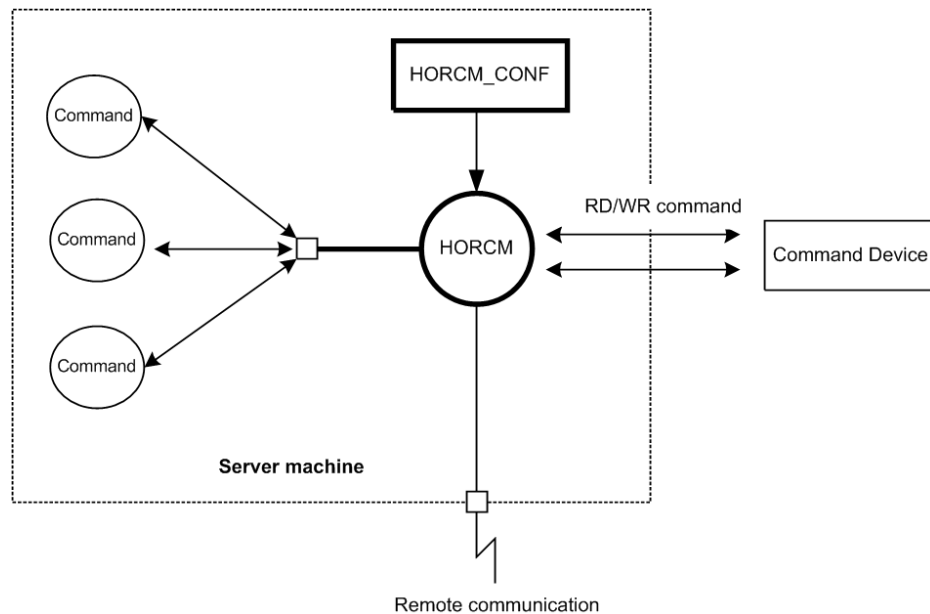 HORCM_CONF
Command
RD/WR command
Command
HORCM
Command Device
Command
Server machine
Remote communication